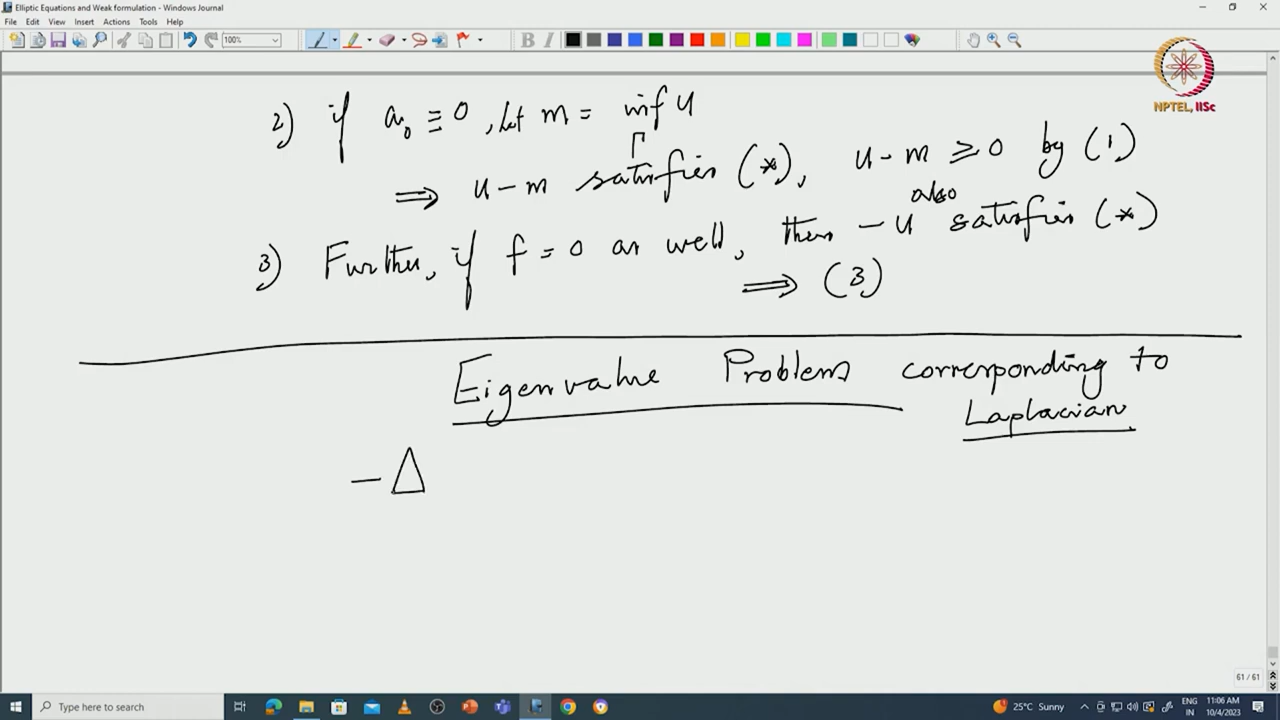 Elliptic Equations and Weak formulation - Windows Journal
File Edit View Insert Actions Tools Help
100%
B I
NPTEL, IISc
2) if a₀ ≡ 0, let m = inf u
Γ
⟹ u - m satisfies (*), u - m ⩾ 0 by (1)
3) Further, if f = 0 as well, then - u also satisfies (*)
⟹ (3)
Eigenvalue Problem corresponding to
Laplacian
- Δ
61 / 61
Type here to search
25°C Sunny
ENG
IN
11:06 AM
10/4/2023